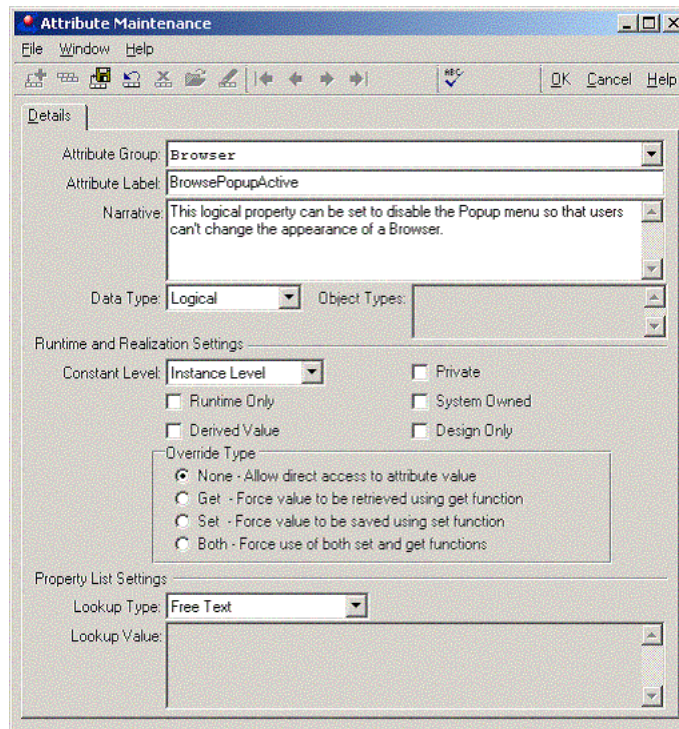 Attribute Maintenance
File Window Help
ABC OK Cancel Help
Details
Attribute Group: Browser
Attribute Label: BrowsePopupActive
Narrative: This logical property can be set to disable the Popup menu so that users
can't change the appearance of a Browser.
Data Type: Logical Object Types:
Runtime and Realization Settings
Constant Level: Instance Level Private
Runtime Only System Owned
Derived Value Design Only
Override Type
None - Allow direct access to attribute value
Get - Force value to be retrieved using get function
Set - Force value to be saved using set function
Both - Force use of both set and get functions
Property List Settings
Lookup Type: Free Text
Lookup Value: